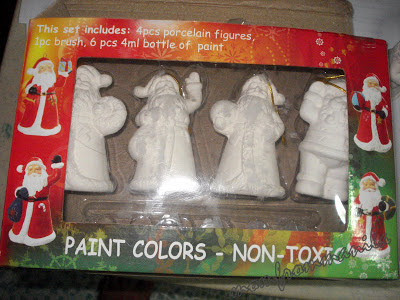 This set includes: 4pcs porcelain figures,
1pc brush, 6 pcs 4ml bottle of paint
PAINT COLORS - NON-TOXIC